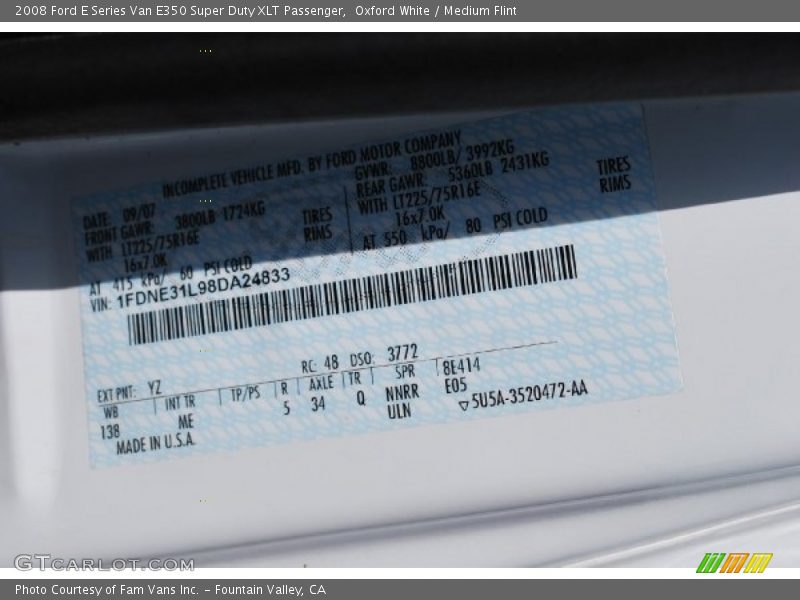 2008 Ford E Series Van E350 Super Duty XLT Passenger, Oxford White / Medium Flint
INCOMPLETE VEHICLE MFD. BY FORD MOTOR COMPANY
DATE: 09/07 GVWR: 8800LB/ 3992KG
FRONT GAWR: 3800LB 1724KG REAR GAWR: 5360LB 2431KG
WITH LT225/75R16E TIRES WITH LT225/75R16E TIRES
16x7.0K RIMS 16x7.0K RIMS
AT 415 kPa/ 60 PSI COLD AT 550 kPa/ 80 PSI COLD
VIN: 1FDNE31L98DA24833
EXT PNT: YZ RC: 48 DSO: 3772
WB INT TR TP/PS R AXLE TR SPR 8E414
138 ME 5 34 Q NNRR E05
ULN ▽5U5A-3520472-AA
MADE IN U.S.A.
GTCARLOT.COM
Photo Courtesy of Fam Vans Inc. - Fountain Valley, CA